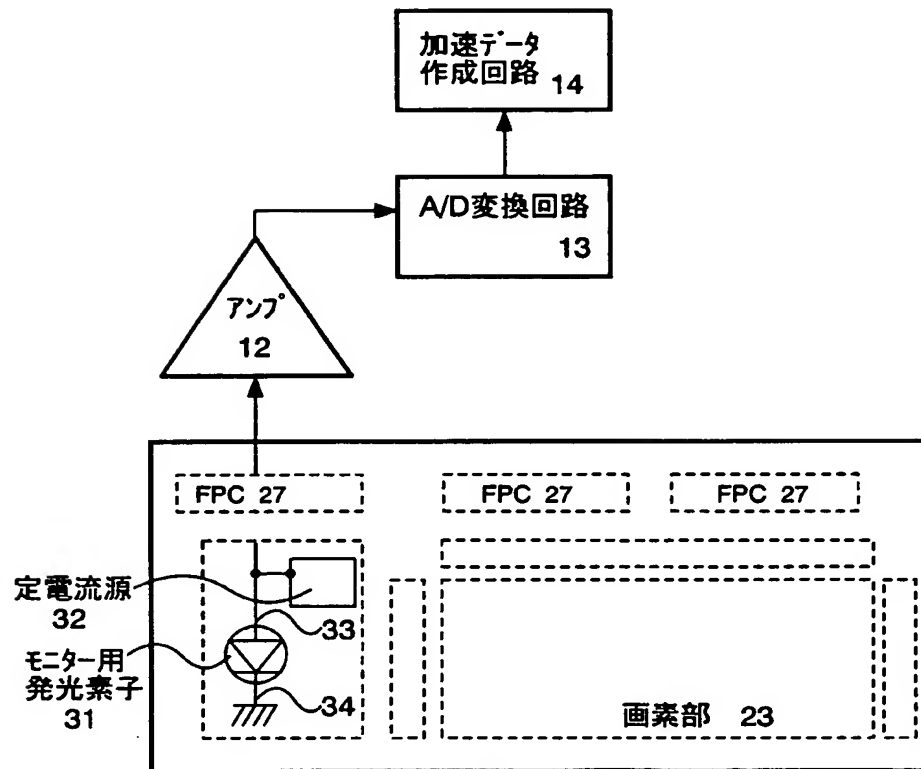 加速データ
作成回路 14
A/D変換回路
13
アンプ
12
FPC 27
FPC 27
FPC 27
定電流源
32
33
モニター用
発光素子
31
34
画素部 23